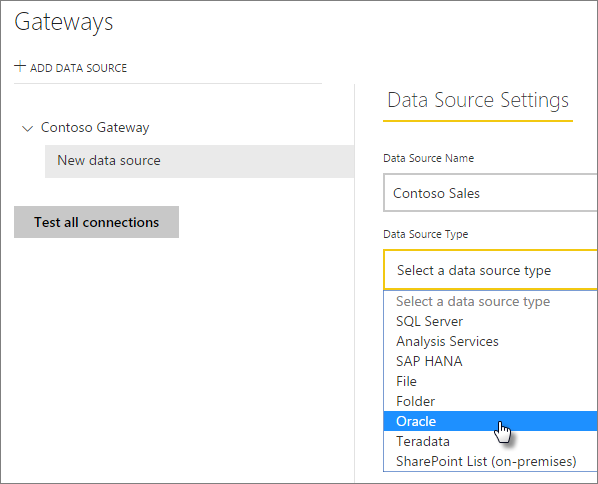 Gateways
+ ADD DATA SOURCE
Contoso Gateway
New data source
Test all connections
Data Source Settings
Data Source Name
Contoso Sales
Data Source Type
Select a data source type
Select a data source type
SQL Server
Analysis Services
SAP HANA
File
Folder
Oracle
Teradata
SharePoint List (on-premises)